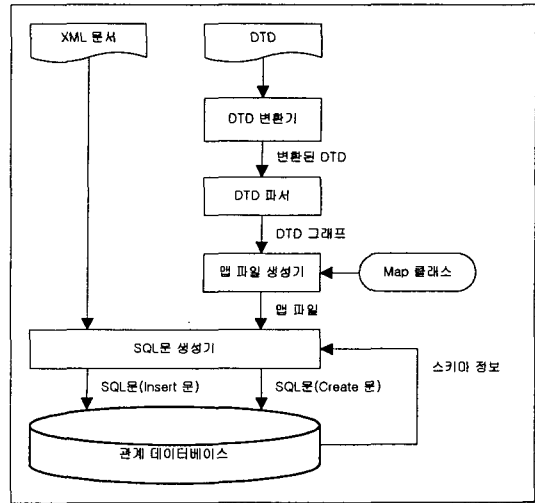 XML 문서
DTD
DTD 변환기
변환된 DTD
DTD 파서
DTD 그래프
맵 파일 생성기
Map 클래스
맵 파일
SQL문 생성기
스키마 정보
SQL문(Insert 문)
SQL문(Create 문)
관계 데이터베이스